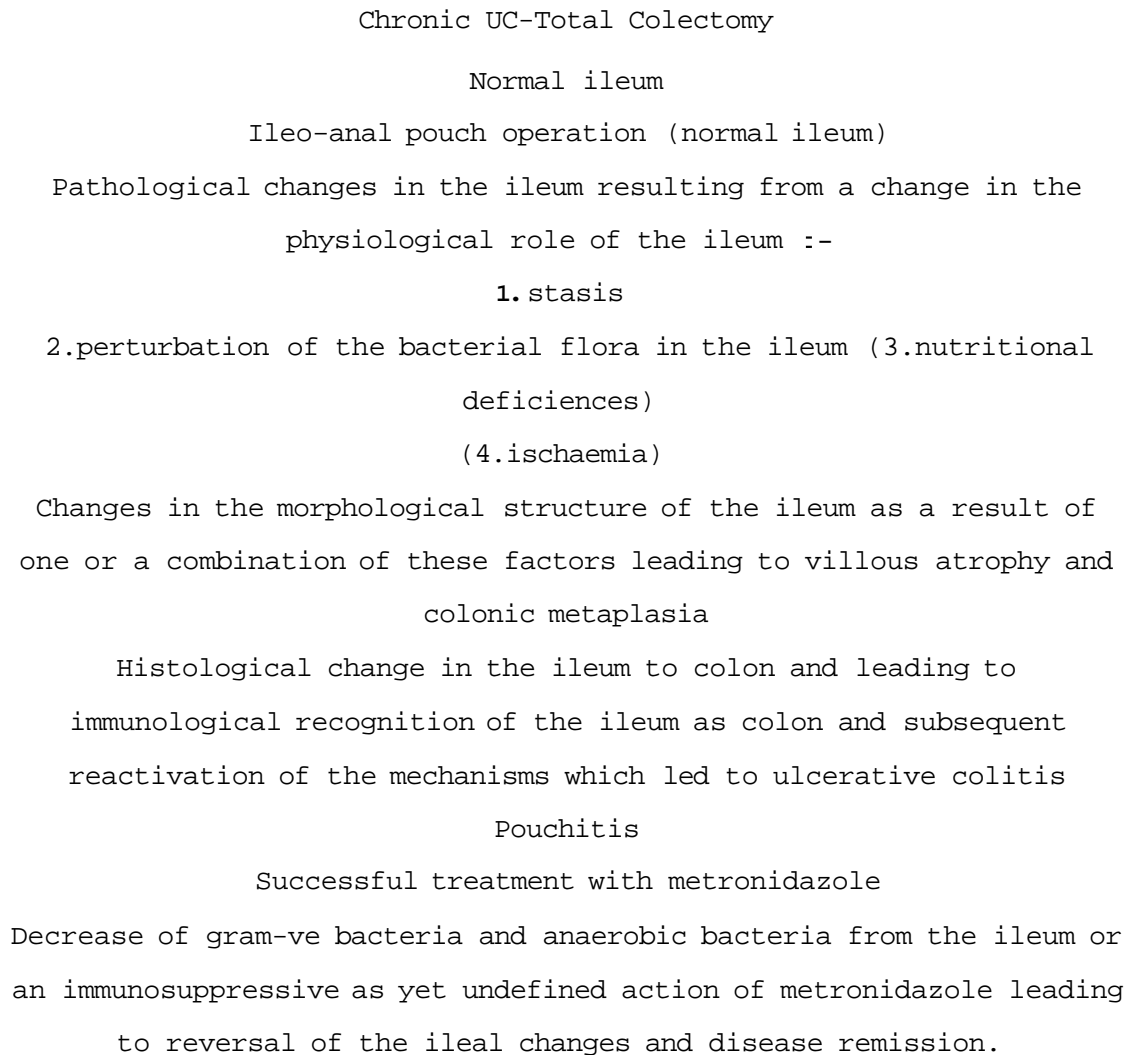 Chronic UC-Total Colectomy
Normal ileum
Ileo-anal pouch operation (normal ileum)
Pathological changes in the ileum resulting from a change in the
physiological role of the ileum :-
1. stasis
2.perturbation of the bacterial flora in the ileum (3.nutritional
deficiences)
(4.ischaemia)
Changes in the morphological structure of the ileum as a result of
one or a combination of these factors leading to villous atrophy and
colonic metaplasia
Histological change in the ileum to colon and leading to
immunological recognition of the ileum as colon and subsequent
reactivation of the mechanisms which led to ulcerative colitis
Pouchitis
Successful treatment with metronidazole
Decrease of gram-ve bacteria and anaerobic bacteria from the ileum or
an immunosuppressive as yet undefined action of metronidazole leading
to reversal of the ileal changes and disease remission.